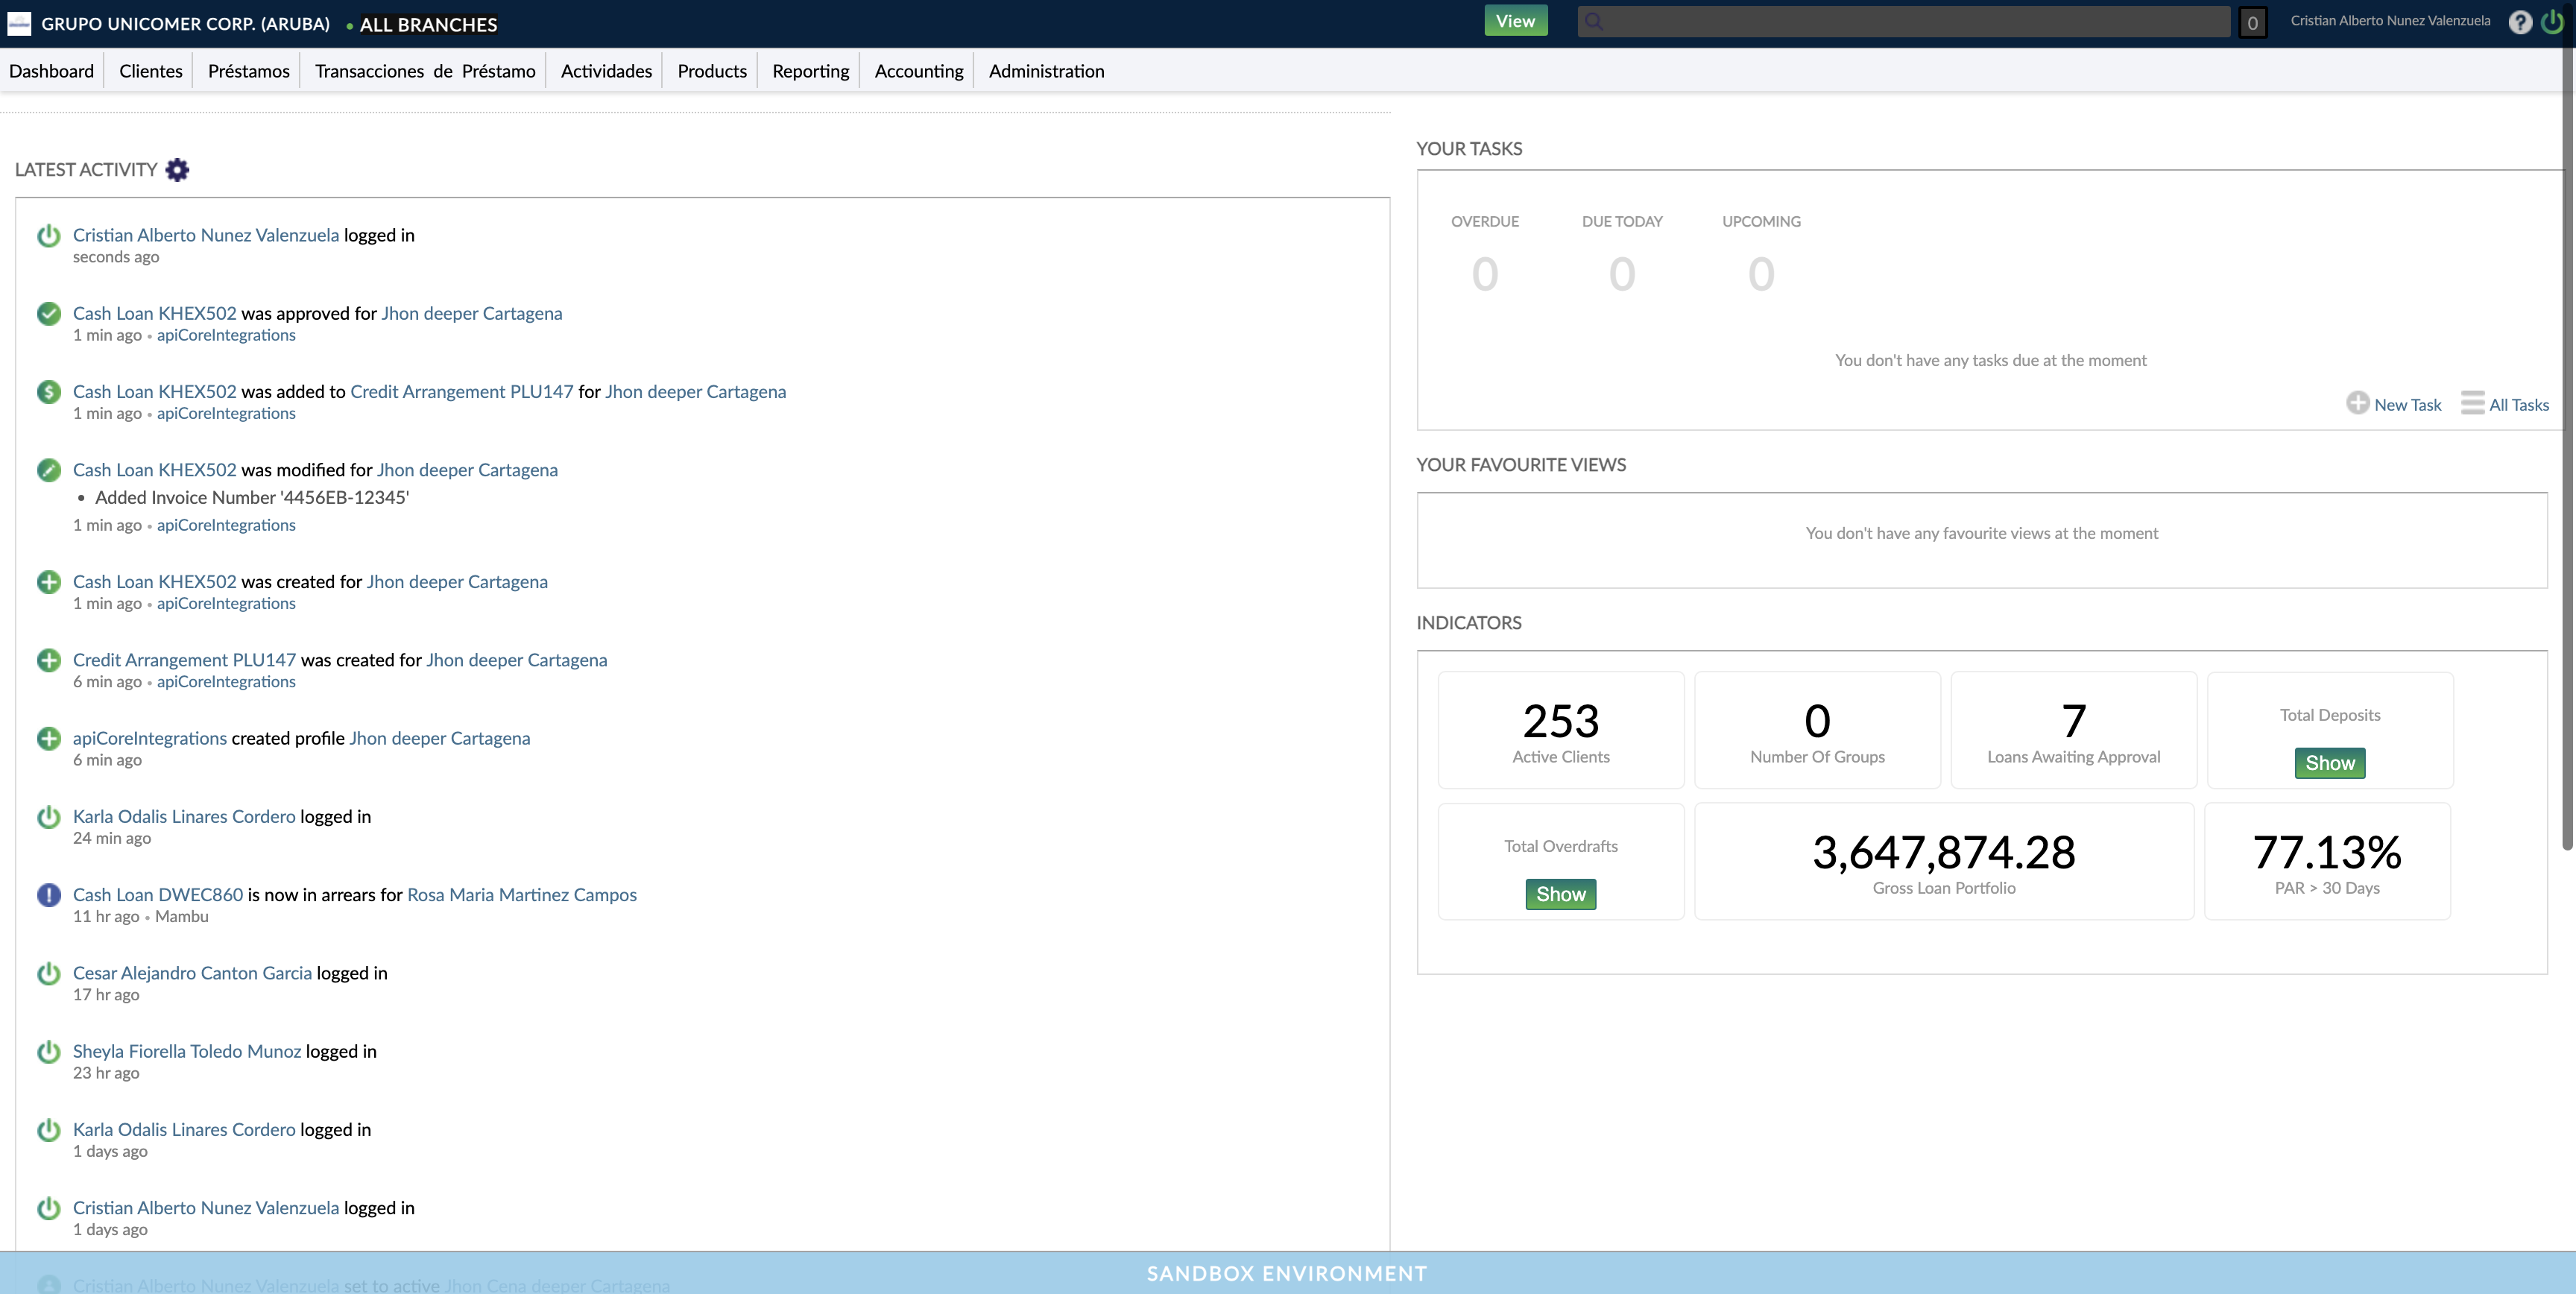 GRUPO UNICOMER CORP. (ARUBA) • ALL BRANCHES
View
0
Cristian Alberto Nunez Valenzuela
?
Dashboard
Clientes
Préstamos
Transacciones de Préstamo
Actividades
Products
Reporting
Accounting
Administration
LATEST ACTIVITY
Cristian Alberto Nunez Valenzuela logged in
seconds ago
Cash Loan KHEX502 was approved for Jhon deeper Cartagena
1 min ago • apiCoreIntegrations
Cash Loan KHEX502 was added to Credit Arrangement PLU147 for Jhon deeper Cartagena
1 min ago • apiCoreIntegrations
Cash Loan KHEX502 was modified for Jhon deeper Cartagena
• Added Invoice Number '4456EB-12345'
1 min ago • apiCoreIntegrations
Cash Loan KHEX502 was created for Jhon deeper Cartagena
1 min ago • apiCoreIntegrations
Credit Arrangement PLU147 was created for Jhon deeper Cartagena
6 min ago • apiCoreIntegrations
apiCoreIntegrations created profile Jhon deeper Cartagena
6 min ago
Karla Odalis Linares Cordero logged in
24 min ago
Cash Loan DWEC860 is now in arrears for Rosa Maria Martinez Campos
11 hr ago • Mambu
Cesar Alejandro Canton Garcia logged in
17 hr ago
Sheyla Fiorella Toledo Munoz logged in
23 hr ago
Karla Odalis Linares Cordero logged in
1 days ago
Cristian Alberto Nunez Valenzuela logged in
1 days ago
Cristian Alberto Nunez Valenzuela set to active Jhon Cena deeper Cartagena
YOUR TASKS
OVERDUE
DUE TODAY
UPCOMING
0
0
0
You don't have any tasks due at the moment
New Task
All Tasks
YOUR FAVOURITE VIEWS
You don't have any favourite views at the moment
INDICATORS
253
Active Clients
0
Number Of Groups
7
Loans Awaiting Approval
Total Deposits
Show
Total Overdrafts
Show
3,647,874.28
Gross Loan Portfolio
77.13%
PAR > 30 Days
SANDBOX ENVIRONMENT